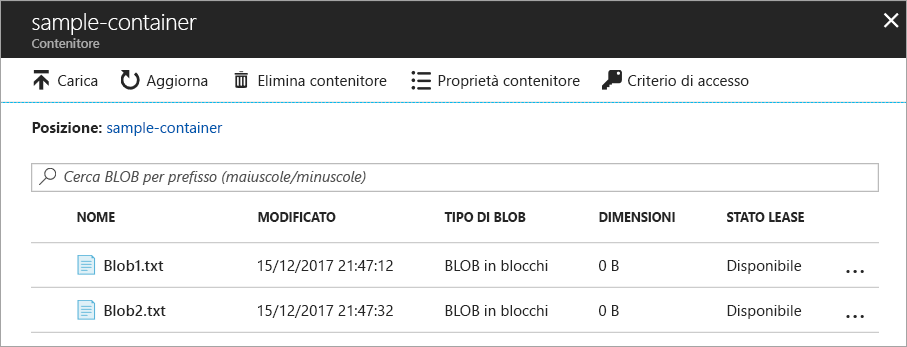 sample-container
Contenitore
Carica Aggiorna Elimina contenitore Proprietà contenitore Criterio di accesso
Posizione: sample-container
Cerca BLOB per prefisso (maiuscole/minuscole)
NOME MODIFICATO TIPO DI BLOB DIMENSIONI STATO LEASE
Blob1.txt 15/12/2017 21:47:12 BLOB in blocchi 0 B Disponibile ...
Blob2.txt 15/12/2017 21:47:32 BLOB in blocchi 0 B Disponibile ...